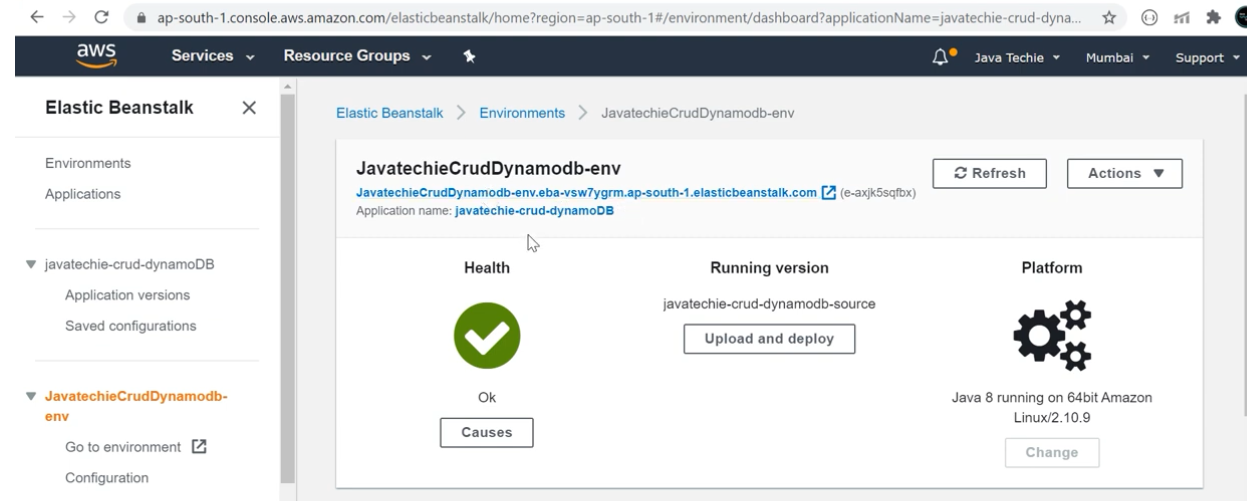 ap-south-1.console.aws.amazon.com/elasticbeanstalk/home?region=ap-south-1#/environment/dashboard?applicationName=javatechie-crud-dyna...
aws Services Resource Groups Java Techie Mumbai Support
Elastic Beanstalk
Environments
Applications
javatechie-crud-dynamoDB
Application versions
Saved configurations
JavatechieCrudDynamodb-
env
Go to environment
Configuration
Elastic Beanstalk Environments JavatechieCrudDynamodb-env
JavatechieCrudDynamodb-env
JavatechieCrudDynamodb-env.eba-vsw7ygrm.ap-south-1.elasticbeanstalk.com (e-axjk5sqfbx)
Application name: javatechie-crud-dynamoDB
Refresh
Actions
Health
Ok
Causes
Running version
javatechie-crud-dynamodb-source
Upload and deploy
Platform
Java 8 running on 64bit Amazon
Linux/2.10.9
Change